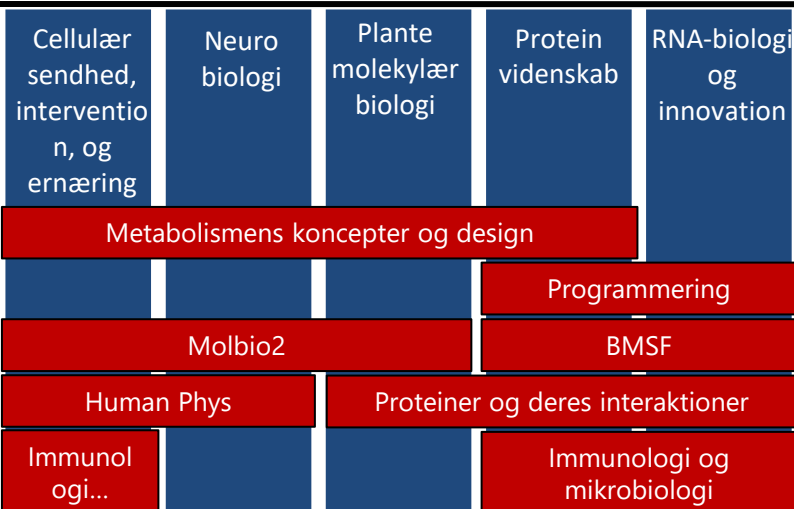 Cellulær
sendhed,
interventio
n, og
ernæring
Neuro
biologi
Plante
molekylær
biologi
Protein
videnskab
RNA-biologi
og
innovation
Metabolismens koncepter og design
Programmering
Molbio2
BMSF
Human Phys
Proteiner og deres interaktioner
Immunol
ogi...
Immunologi og
mikrobiologi